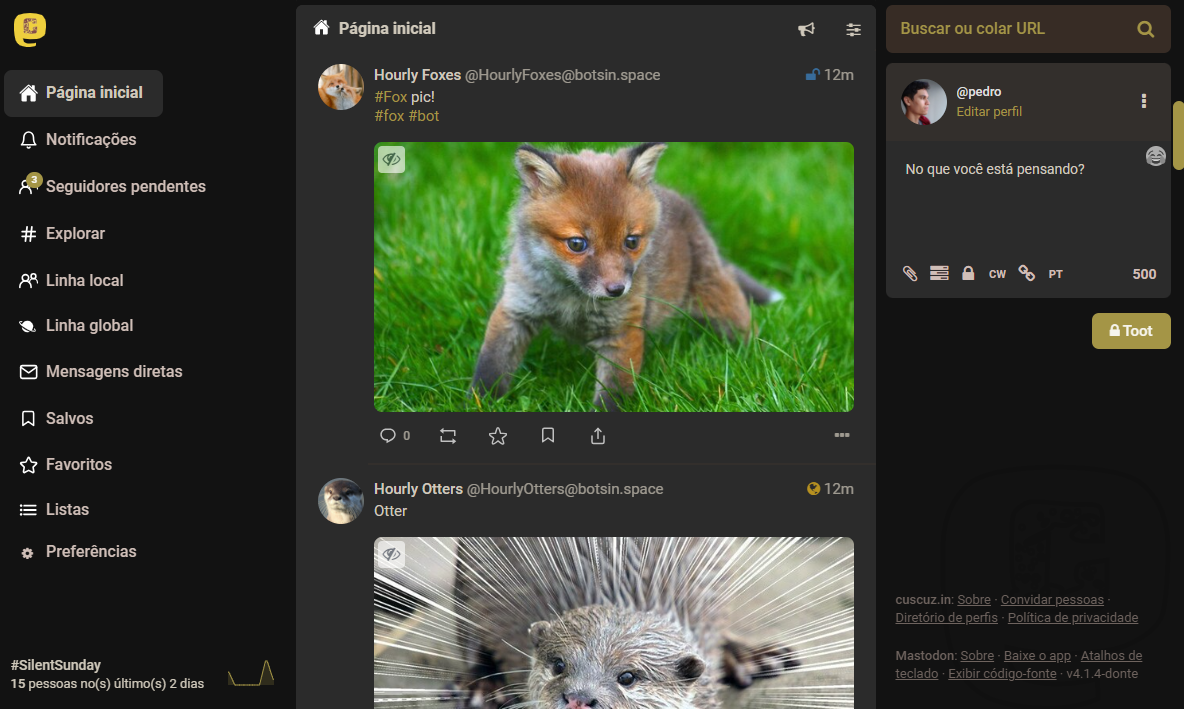 Página inicial
Notificações
3
Seguidores pendentes
Explorar
Linha local
Linha global
Mensagens diretas
Salvos
Favoritos
Listas
Preferências
#SilentSunday
15 pessoas no(s) último(s) 2 dias
Página inicial
Hourly Foxes @HourlyFoxes@botsin.space 12m
#Fox pic!
#fox #bot
0
Hourly Otters @HourlyOtters@botsin.space 12m
Otter
Buscar ou colar URL
@pedro
Editar perfil
No que você está pensando?
CW PT 500
Toot
cuscuz.in: Sobre · Convidar pessoas ·
Diretório de perfis · Política de privacidade
Mastodon: Sobre · Baixe o app · Atalhos de
teclado · Exibir código-fonte · v4.1.4-donte